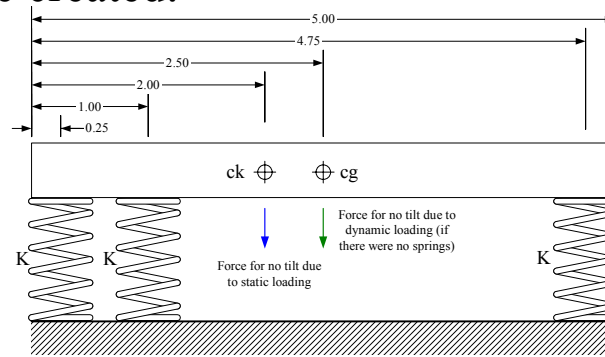 5.00
4.75
2.50
2.00
1.00
0.25
ck
cg
K
K
K
Force for no tilt due
to static loading
Force for no tilt due to
dynamic loading (if
there were no springs)